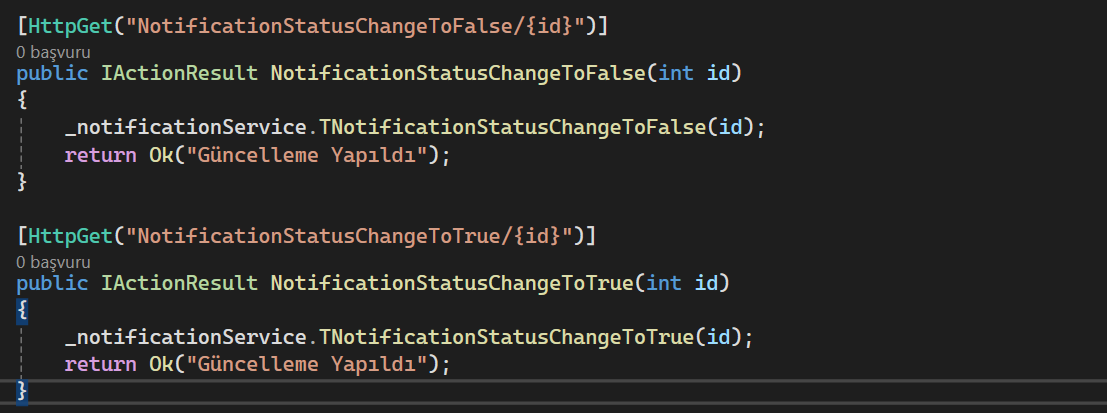 [HttpGet("NotificationStatusChangeToFalse/{id}")]
0 başvuru
public IActionResult NotificationStatusChangeToFalse(int id)
{
_notificationService.TNotificationStatusChangeToFalse(id);
return Ok("Güncelleme Yapıldı");
}
[HttpGet("NotificationStatusChangeToTrue/{id}")]
0 başvuru
public IActionResult NotificationStatusChangeToTrue(int id)
{
_notificationService.TNotificationStatusChangeToTrue(id);
return Ok("Güncelleme Yapıldı");
}